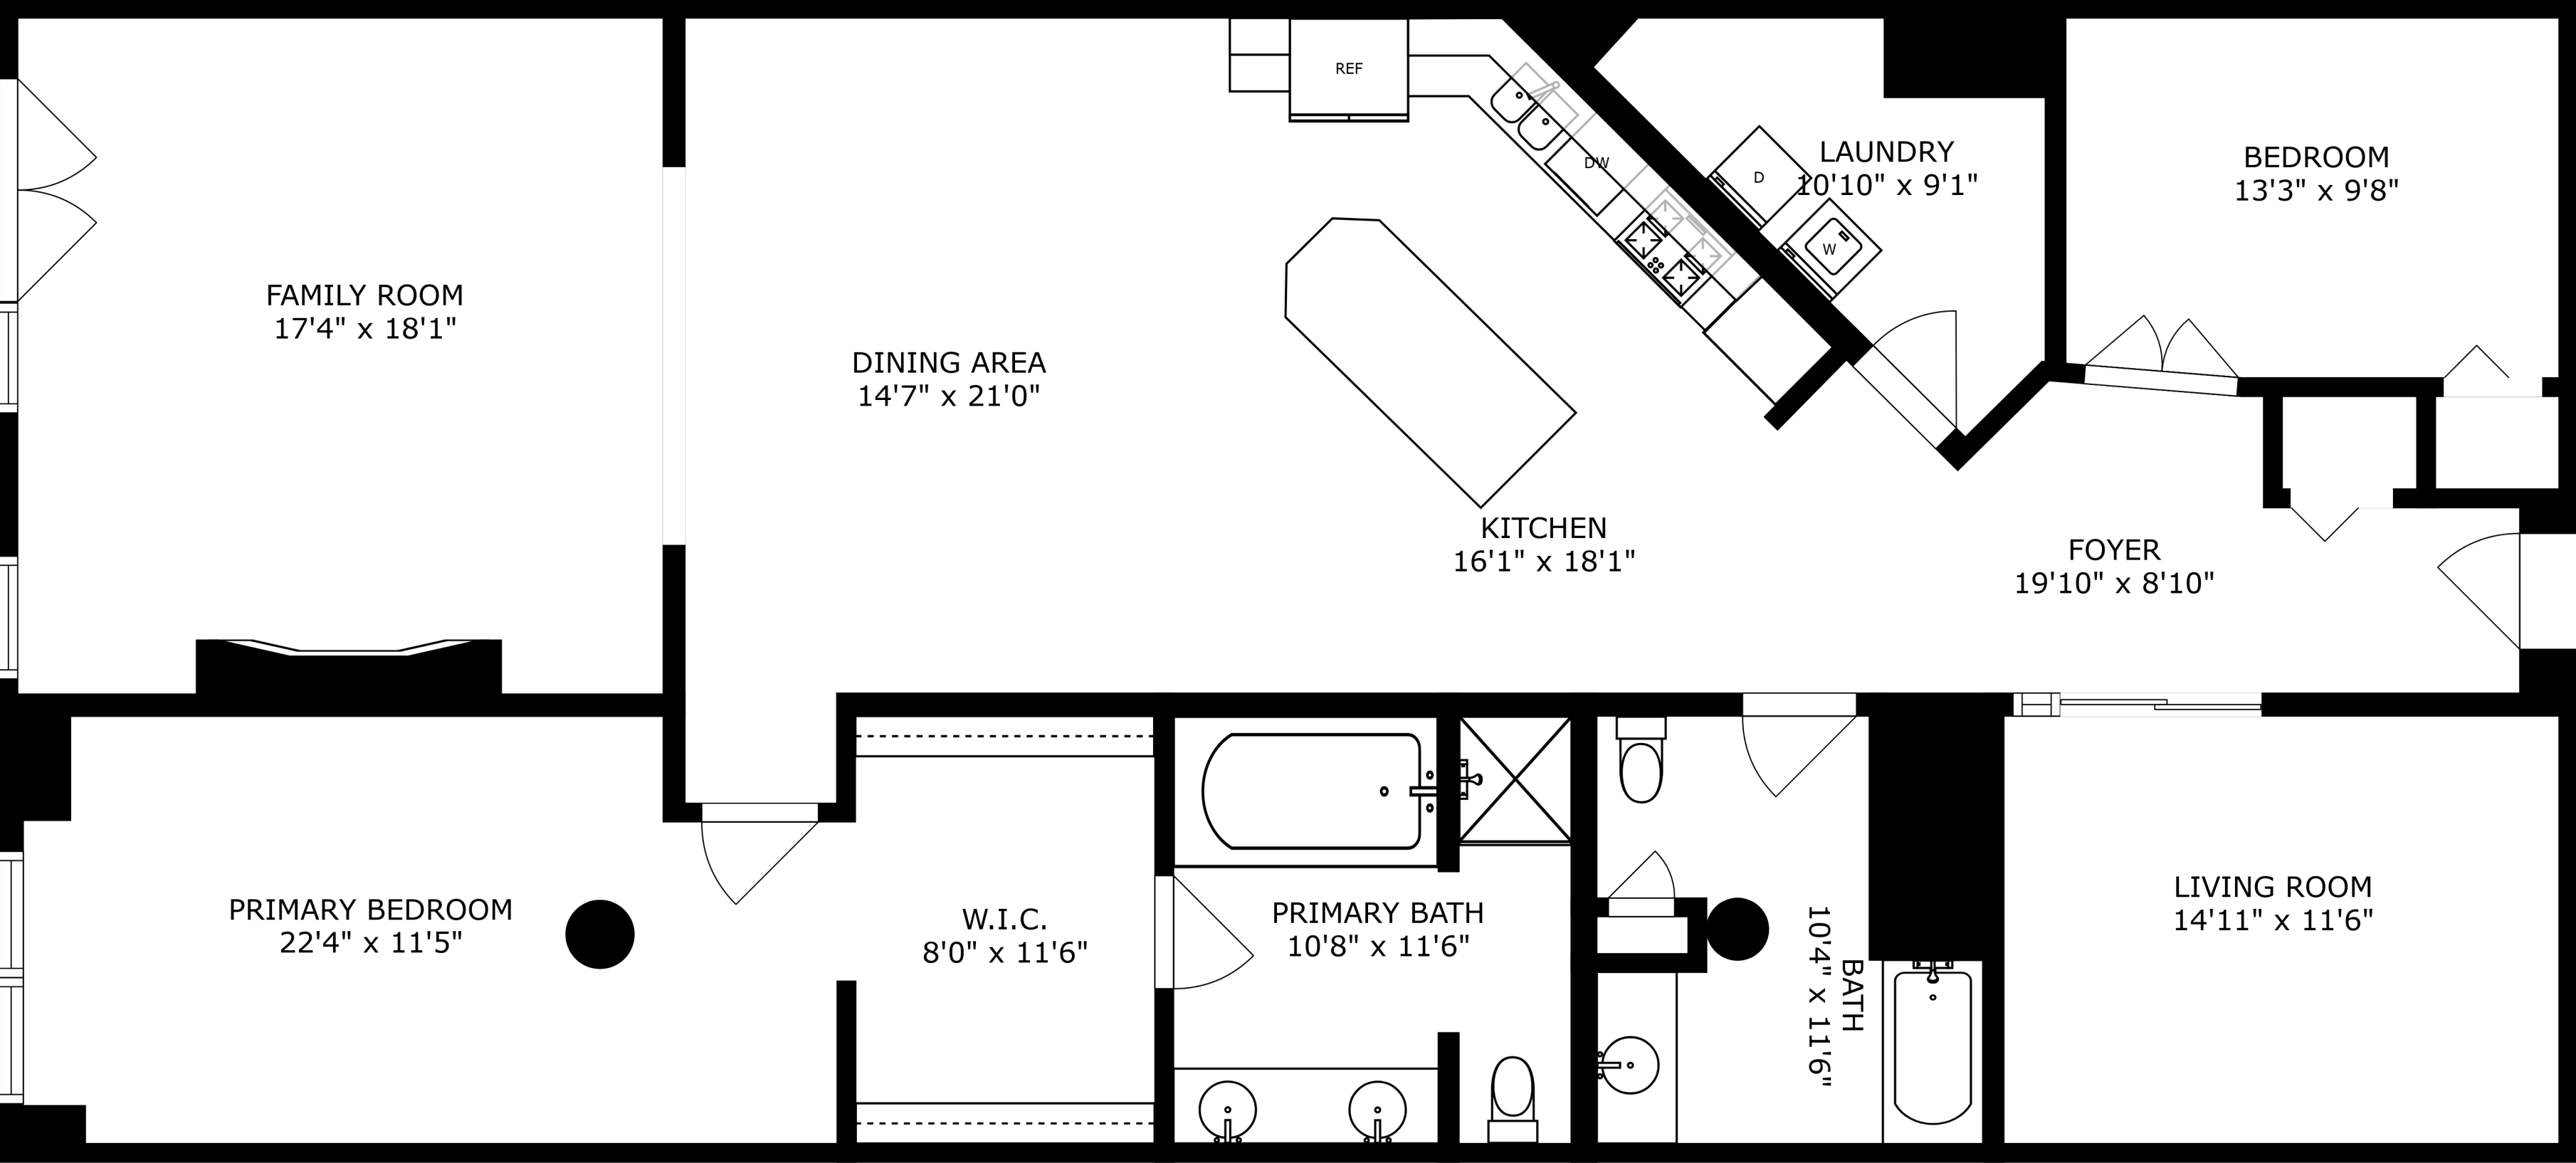 REF
DW
D
W
LAUNDRY
10'10" x 9'1"
BEDROOM
13'3" x 9'8"
FAMILY ROOM
17'4" x 18'1"
DINING AREA
14'7" x 21'0"
KITCHEN
16'1" x 18'1"
FOYER
19'10" x 8'10"
PRIMARY BEDROOM
22'4" x 11'5"
W.I.C.
8'0" x 11'6"
PRIMARY BATH
10'8" x 11'6"
BATH
10'4" x 11'6"
LIVING ROOM
14'11" x 11'6"